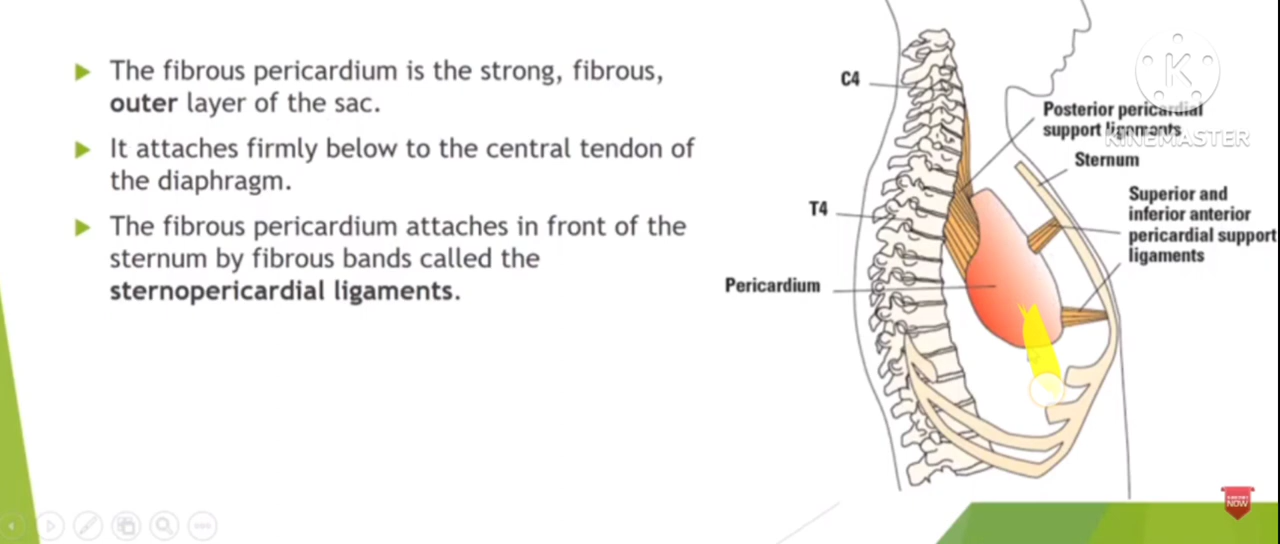 The fibrous pericardium is the strong, fibrous,
outer layer of the sac.
It attaches firmly below to the central tendon of
the diaphragm.
The fibrous pericardium attaches in front of the
sternum by fibrous bands called the
sternopericardial ligaments.
C4
Posterior pericardial
support ligaments
K
KINEMASTER
Sternum
T4
Superior and
inferior anterior
pericardial support
ligaments
Pericardium
NOW